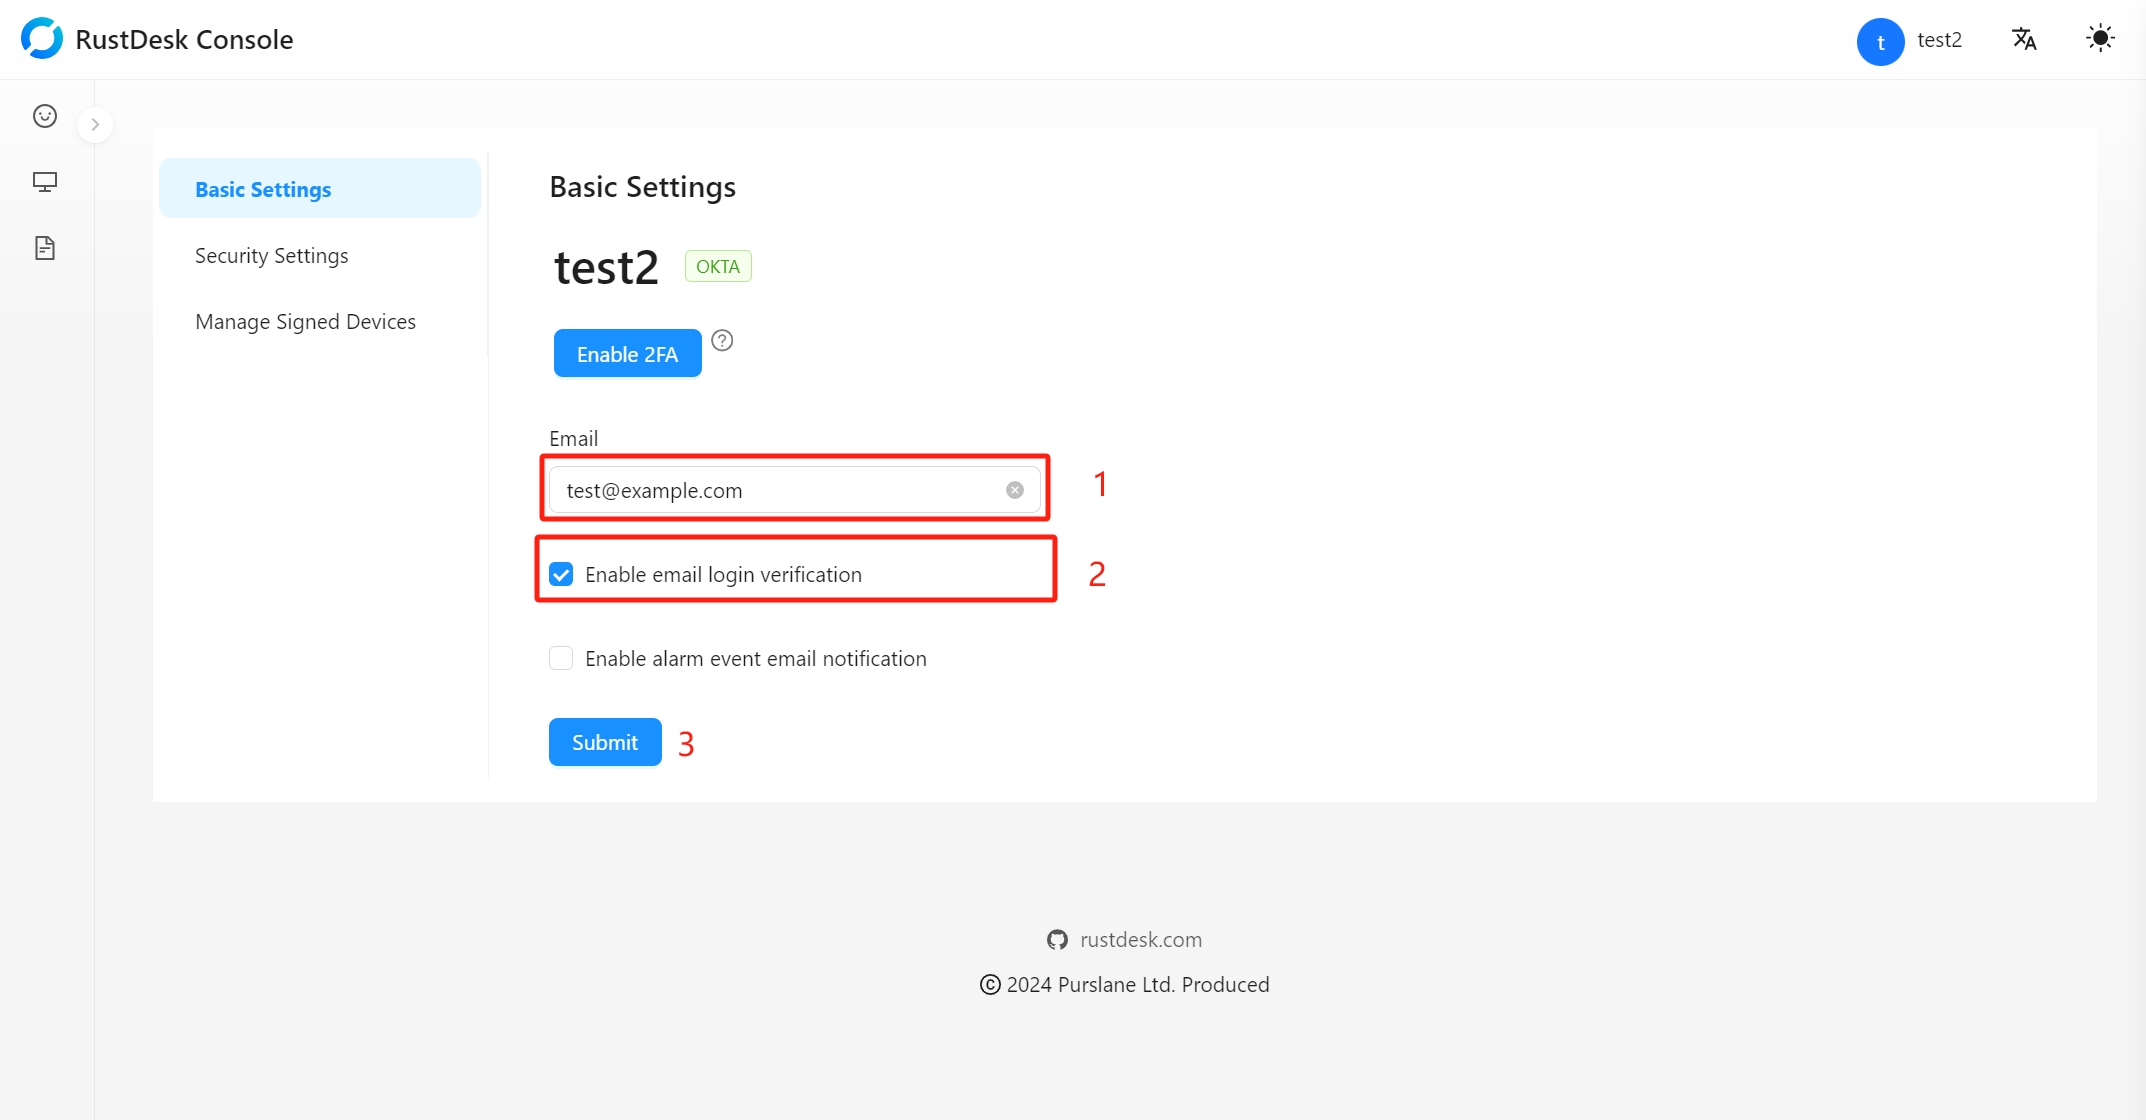 RustDesk Console
t test2
Basic Settings
Security Settings
Manage Signed Devices
Basic Settings
test2 OKTA
Enable 2FA
Email
test@example.com 1
Enable email login verification 2
Enable alarm event email notification
Submit 3
rustdesk.com
© 2024 Purslane Ltd. Produced